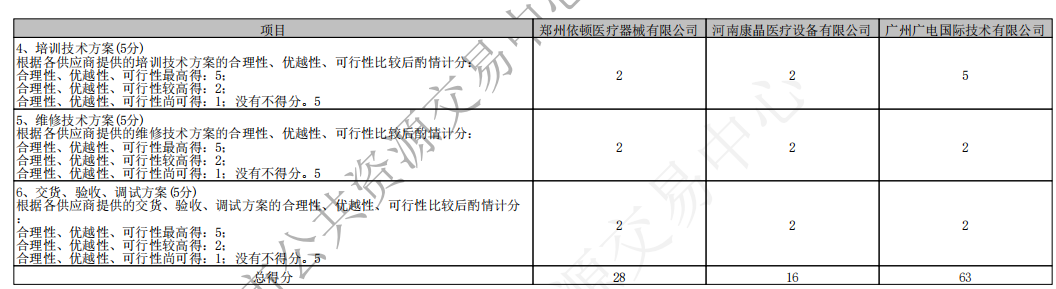 项目 郑州依顿医疗器械有限公司 河南康晶医疗设备有限公司 广州广电国际技术有限公司
4、培训技术方案(5分)
根据各供应商提供的培训技术方案的合理性、优越性、可行性比较后酌情计分:
合理性、优越性、可行性最高得: 5;
合理性、优越性、可行性较高得: 2;
合理性、优越性、可行性尚可得: 1; 没有不得分。5
2 2 5
5、维修技术方案(5分)
根据各供应商提供的维修技术方案的合理性、优越性、可行性比较后酌情计分:
合理性、优越性、可行性最高得: 5;
合理性、优越性、可行性较高得: 2;
合理性、优越性、可行性尚可得: 1; 没有不得分。5
2 2 2
6、交货、验收、调试方案(5分)
根据各供应商提供的交货、验收、调试方案的合理性、优越性、可行性比较后酌情计分
:
合理性、优越性、可行性最高得: 5;
合理性、优越性、可行性较高得: 2;
合理性、优越性、可行性尚可得: 1; 没有不得分。5
2 2 2
总得分 28 16 63
市公共资源交易中心
源交易中心